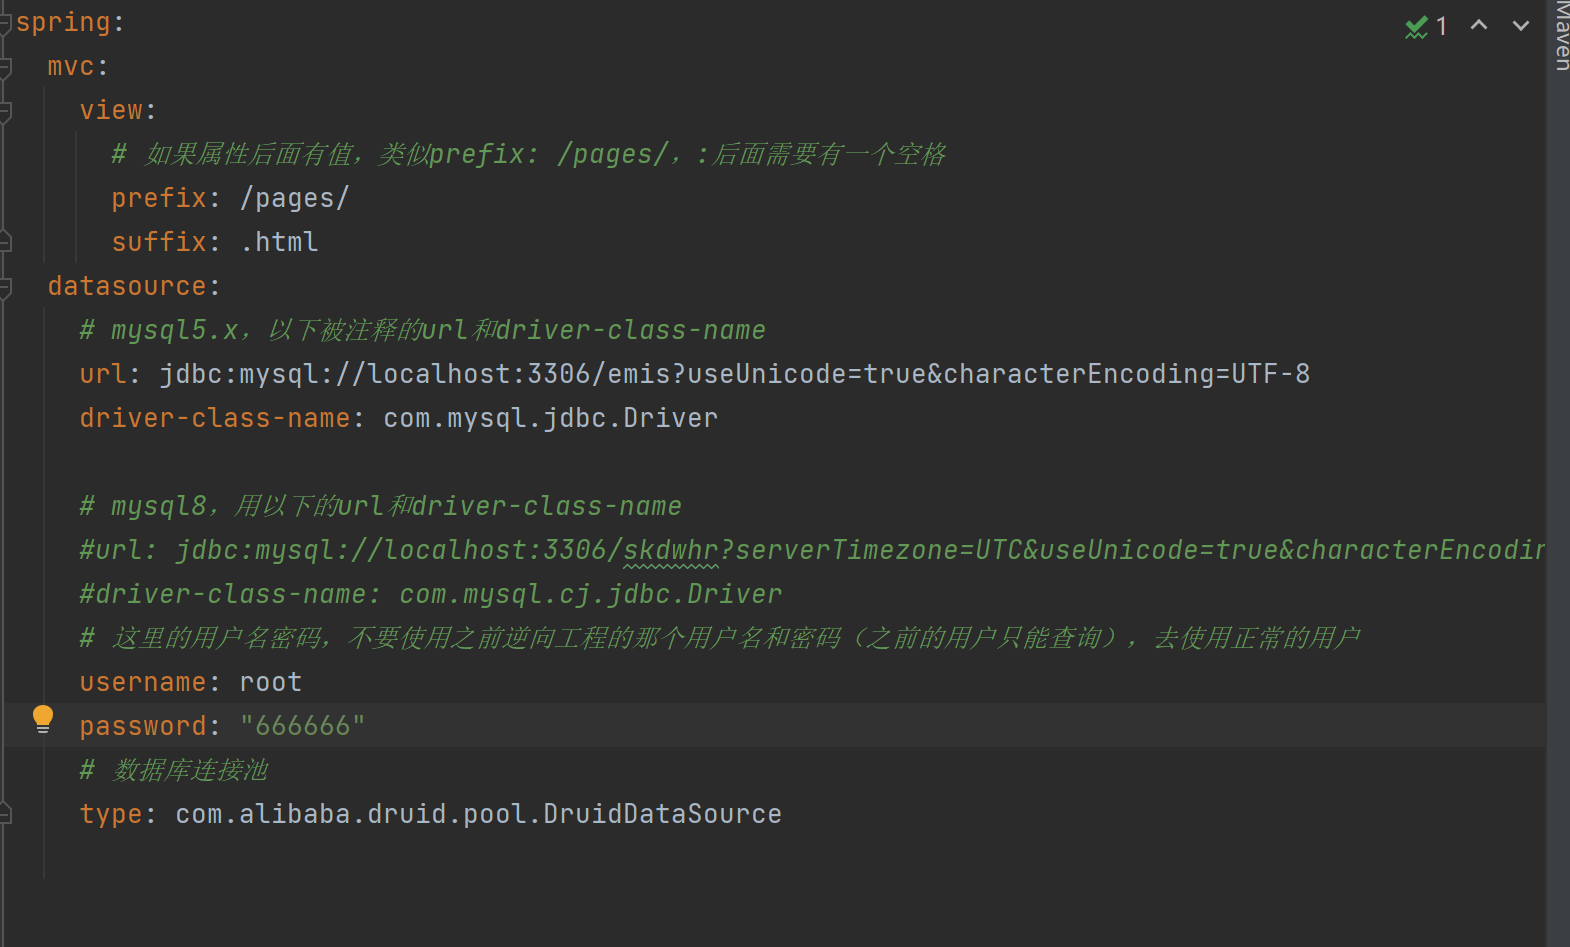 spring:
1
Maven
mvc:
view:
# 如果属性后面有值，类似prefix: /pages/，:后面需要有一个空格
prefix: /pages/
suffix: .html
datasource:
# mysql5.x，以下被注释的url和driver-class-name
url: jdbc:mysql://localhost:3306/emis?useUnicode=true&characterEncoding=UTF-8
driver-class-name: com.mysql.jdbc.Driver
# mysql8，用以下的url和driver-class-name
#url: jdbc:mysql://localhost:3306/skdwhr?serverTimezone=UTC&useUnicode=true&characterEncodin
#driver-class-name: com.mysql.cj.jdbc.Driver
# 这里的用户名密码，不要使用之前逆向工程的那个用户名和密码（之前的用户只能查询），去使用正常的用户
username: root
password: "666666"
# 数据库连接池
type: com.alibaba.druid.pool.DruidDataSource